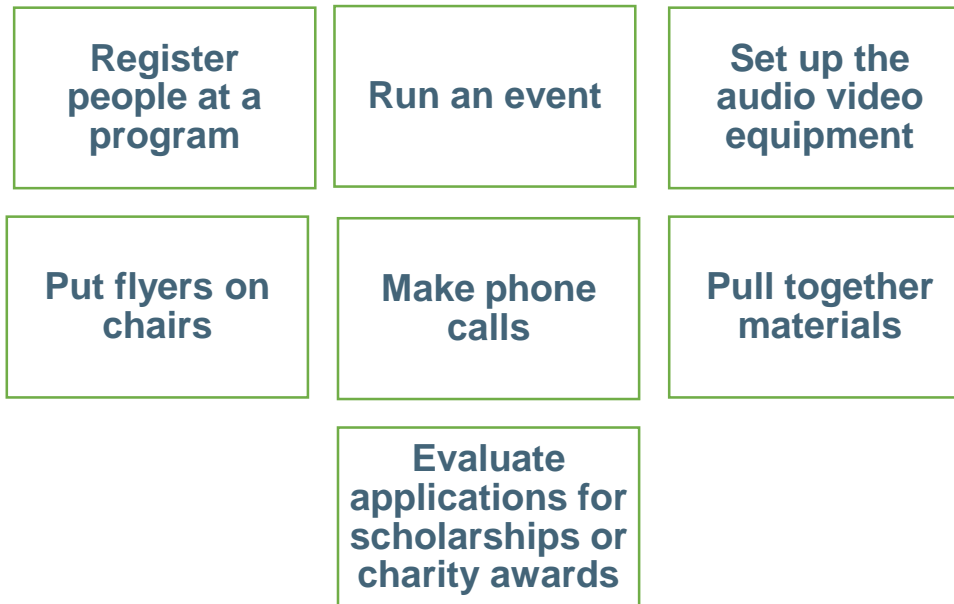 Register
people at a
program
Run an event
Set up the
audio video
equipment
Put flyers on
chairs
Make phone
calls
Pull together
materials
Evaluate
applications for
scholarships or
charity awards